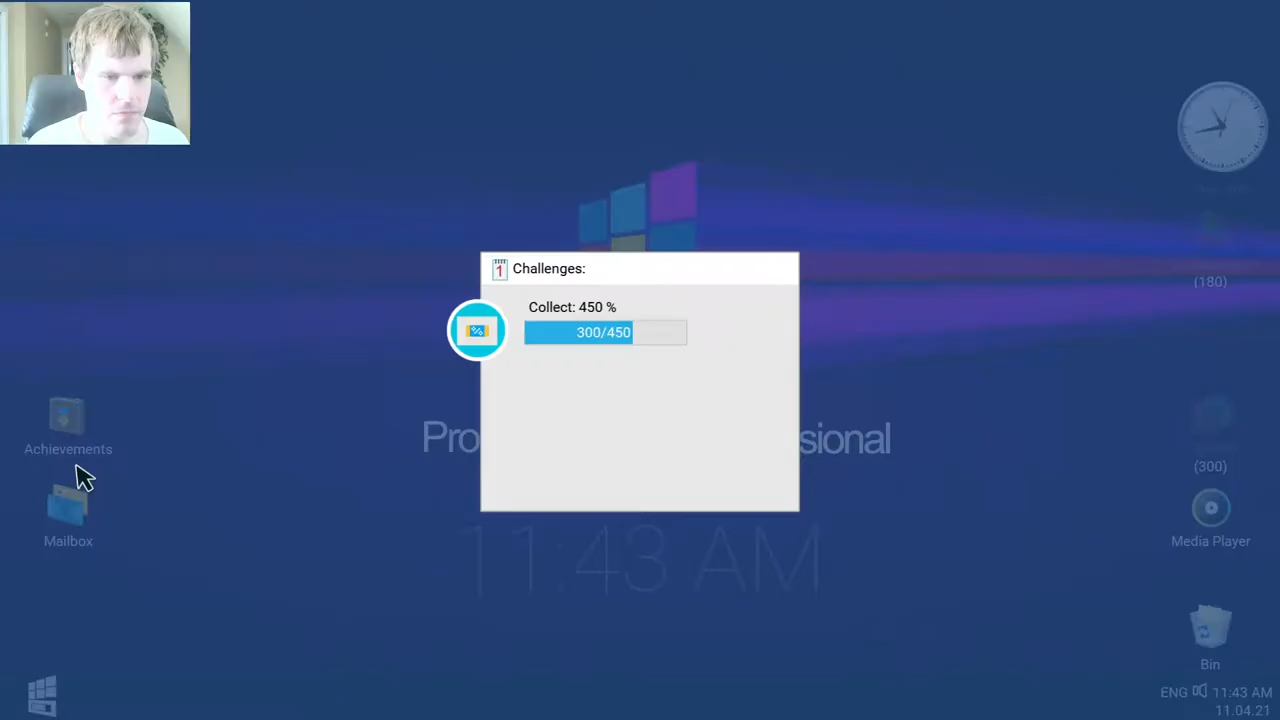 1 Challenges:
Collect: 450 %
%
300/450
(180)
Achievements
Pro
sional
(300)
Mailbox
Media Player
11:43 AM
Bin
ENG 11:43 AM
11.04.21